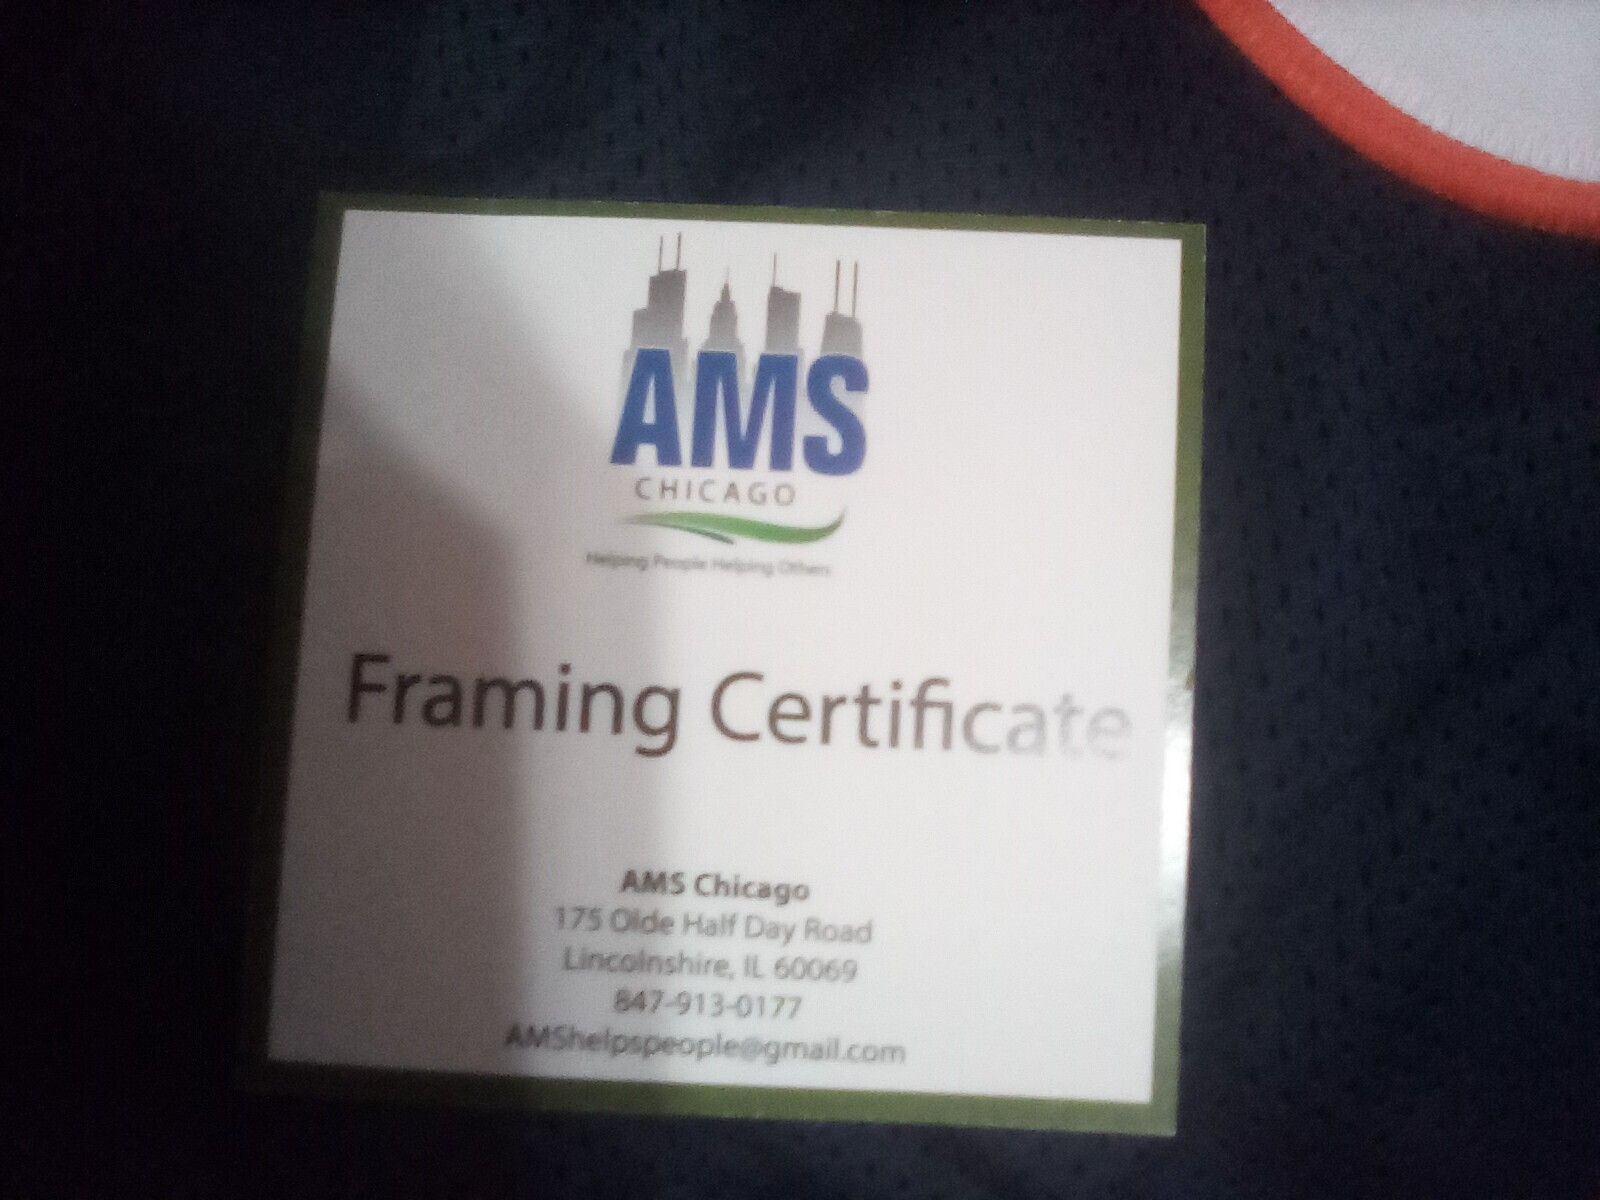 AMS
CHICAGO
Helping People Helping Others
Framing Certificate
AMS Chicago
175 Olde Half Day Road
Lincolnshire, IL 60069
847-913-0177
AMShelpspeople@gmail.com